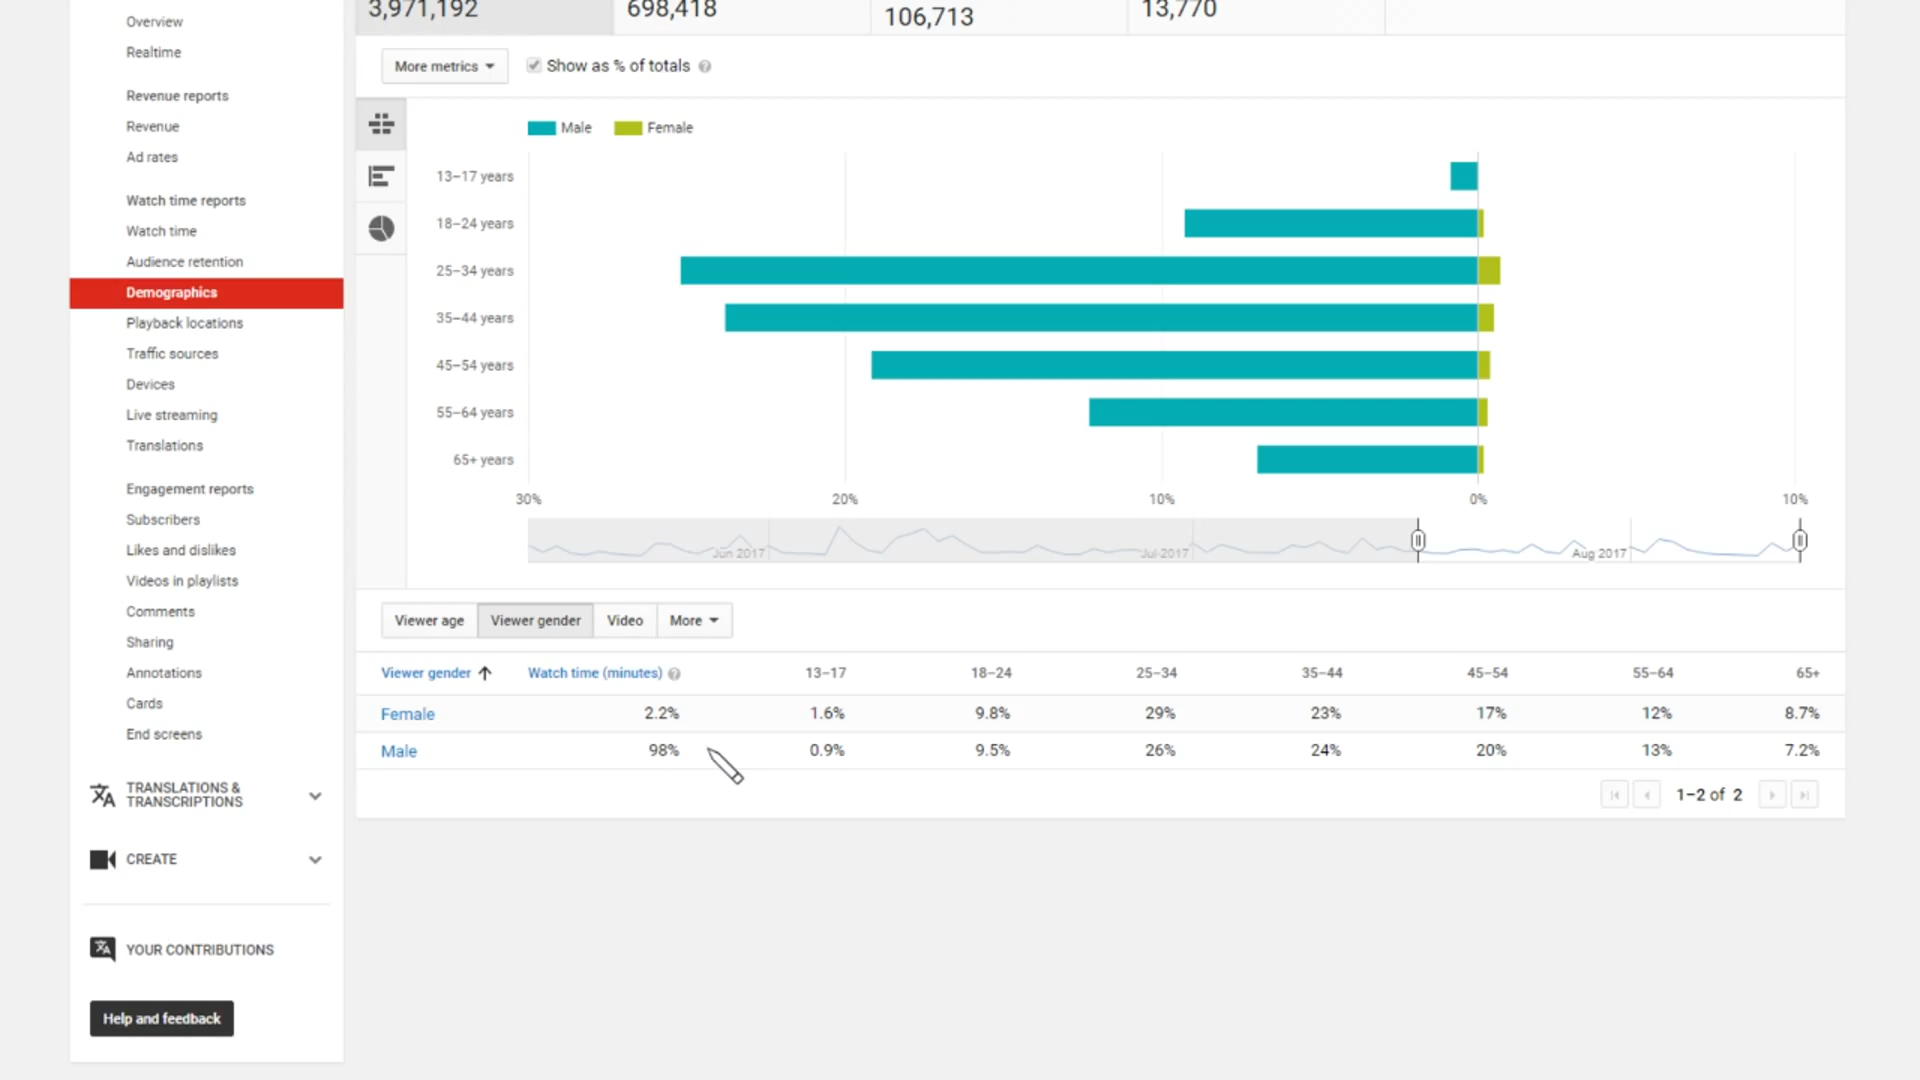 3,971,192
698,418
106,713
13,770
Overview
Realtime
Revenue reports
Revenue
Ad rates
Watch time reports
Watch time
Audience retention
Demographics
Playback locations
Traffic sources
Devices
Live streaming
Translations
Engagement reports
Subscribers
Likes and dislikes
Videos in playlists
Comments
Sharing
Annotations
Cards
End screens
TRANSLATIONS &
TRANSCRIPTIONS
CREATE
YOUR CONTRIBUTIONS
Help and feedback
More metrics
Show as % of totals ?
Male
Female
13–17 years
18–24 years
25–34 years
35–44 years
45–54 years
55–64 years
65+ years
30% 20% 10% 0% 10%
Jun 2017 Jul 2017 Aug 2017
Viewer age Viewer gender Video More
Viewer gender Watch time (minutes) ? 13–17 18–24 25–34 35–44 45–54 55–64 65+
Female 2.2% 1.6% 9.8% 29% 23% 17% 12% 8.7%
Male 98% 0.9% 9.5% 26% 24% 20% 13% 7.2%
1–2 of 2